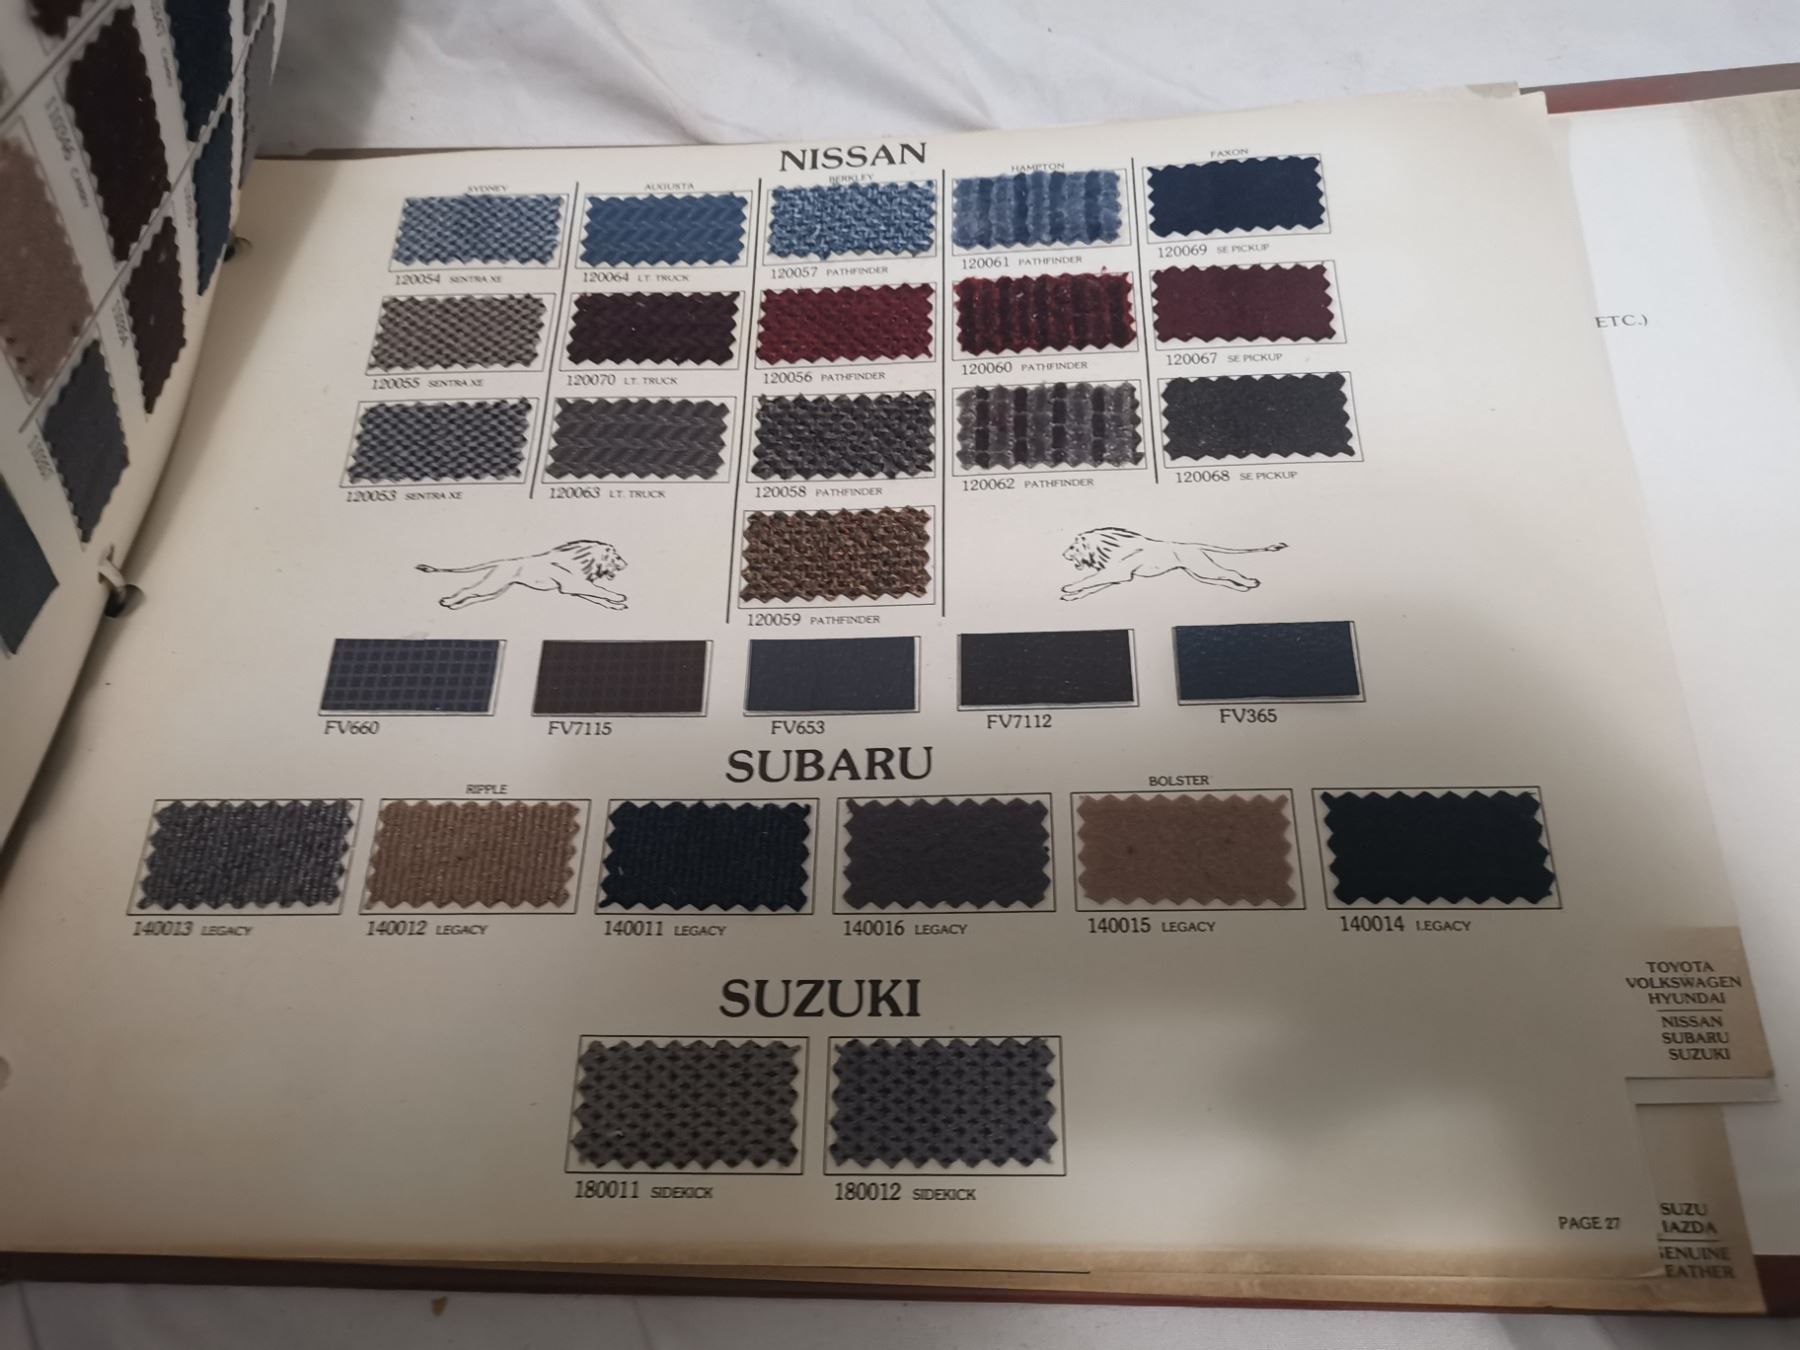 NISSAN
SYDNEY
AUGUSTA
BERKLEY
HAMPTON
FAXON
120054 SENTRA XE
120064 LT. TRUCK
120057 PATHFINDER
120061 PATHFINDER
120069 SE PICKUP
120055 SENTRA XE
120070 LT. TRUCK
120056 PATHFINDER
120060 PATHFINDER
120067 SE PICKUP
120053 SENTRA XE
120063 LT. TRUCK
120058 PATHFINDER
120062 PATHFINDER
120068 SE PICKUP
120059 PATHFINDER
FV660
FV7115
FV653
FV7112
FV365
SUBARU
RIPPLE
BOLSTER
140013 LEGACY
140012 LEGACY
140011 LEGACY
140016 LEGACY
140015 LEGACY
140014 LEGACY
SUZUKI
180011 SIDEKICK
180012 SIDEKICK
PAGE 27
ETC.)
TOYOTA
VOLKSWAGEN
HYUNDAI
NISSAN
SUBARU
SUZUKI
SUZU
AZDA
ENUINE
EATHER